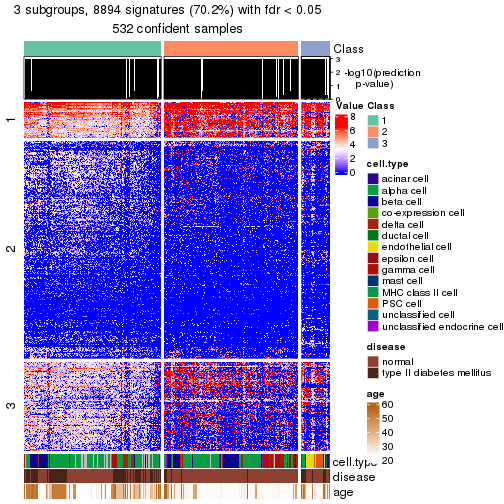 3 subgroups, 8894 signatures (70.2%) with fdr < 0.05
532 confident samples
Class
3
2
1
0
-log10(prediction
p-value)
1
2
3
Value
8
6
4
2
0
Class
1
2
3
cell.type
acinar cell
alpha cell
beta cell
co-expression cell
delta cell
ductal cell
endothelial cell
epsilon cell
gamma cell
mast cell
MHC class II cell
PSC cell
unclassified cell
unclassified endocrine cell
disease
normal
type II diabetes mellitus
age
60
50
40
30
20
cell.type
disease
age